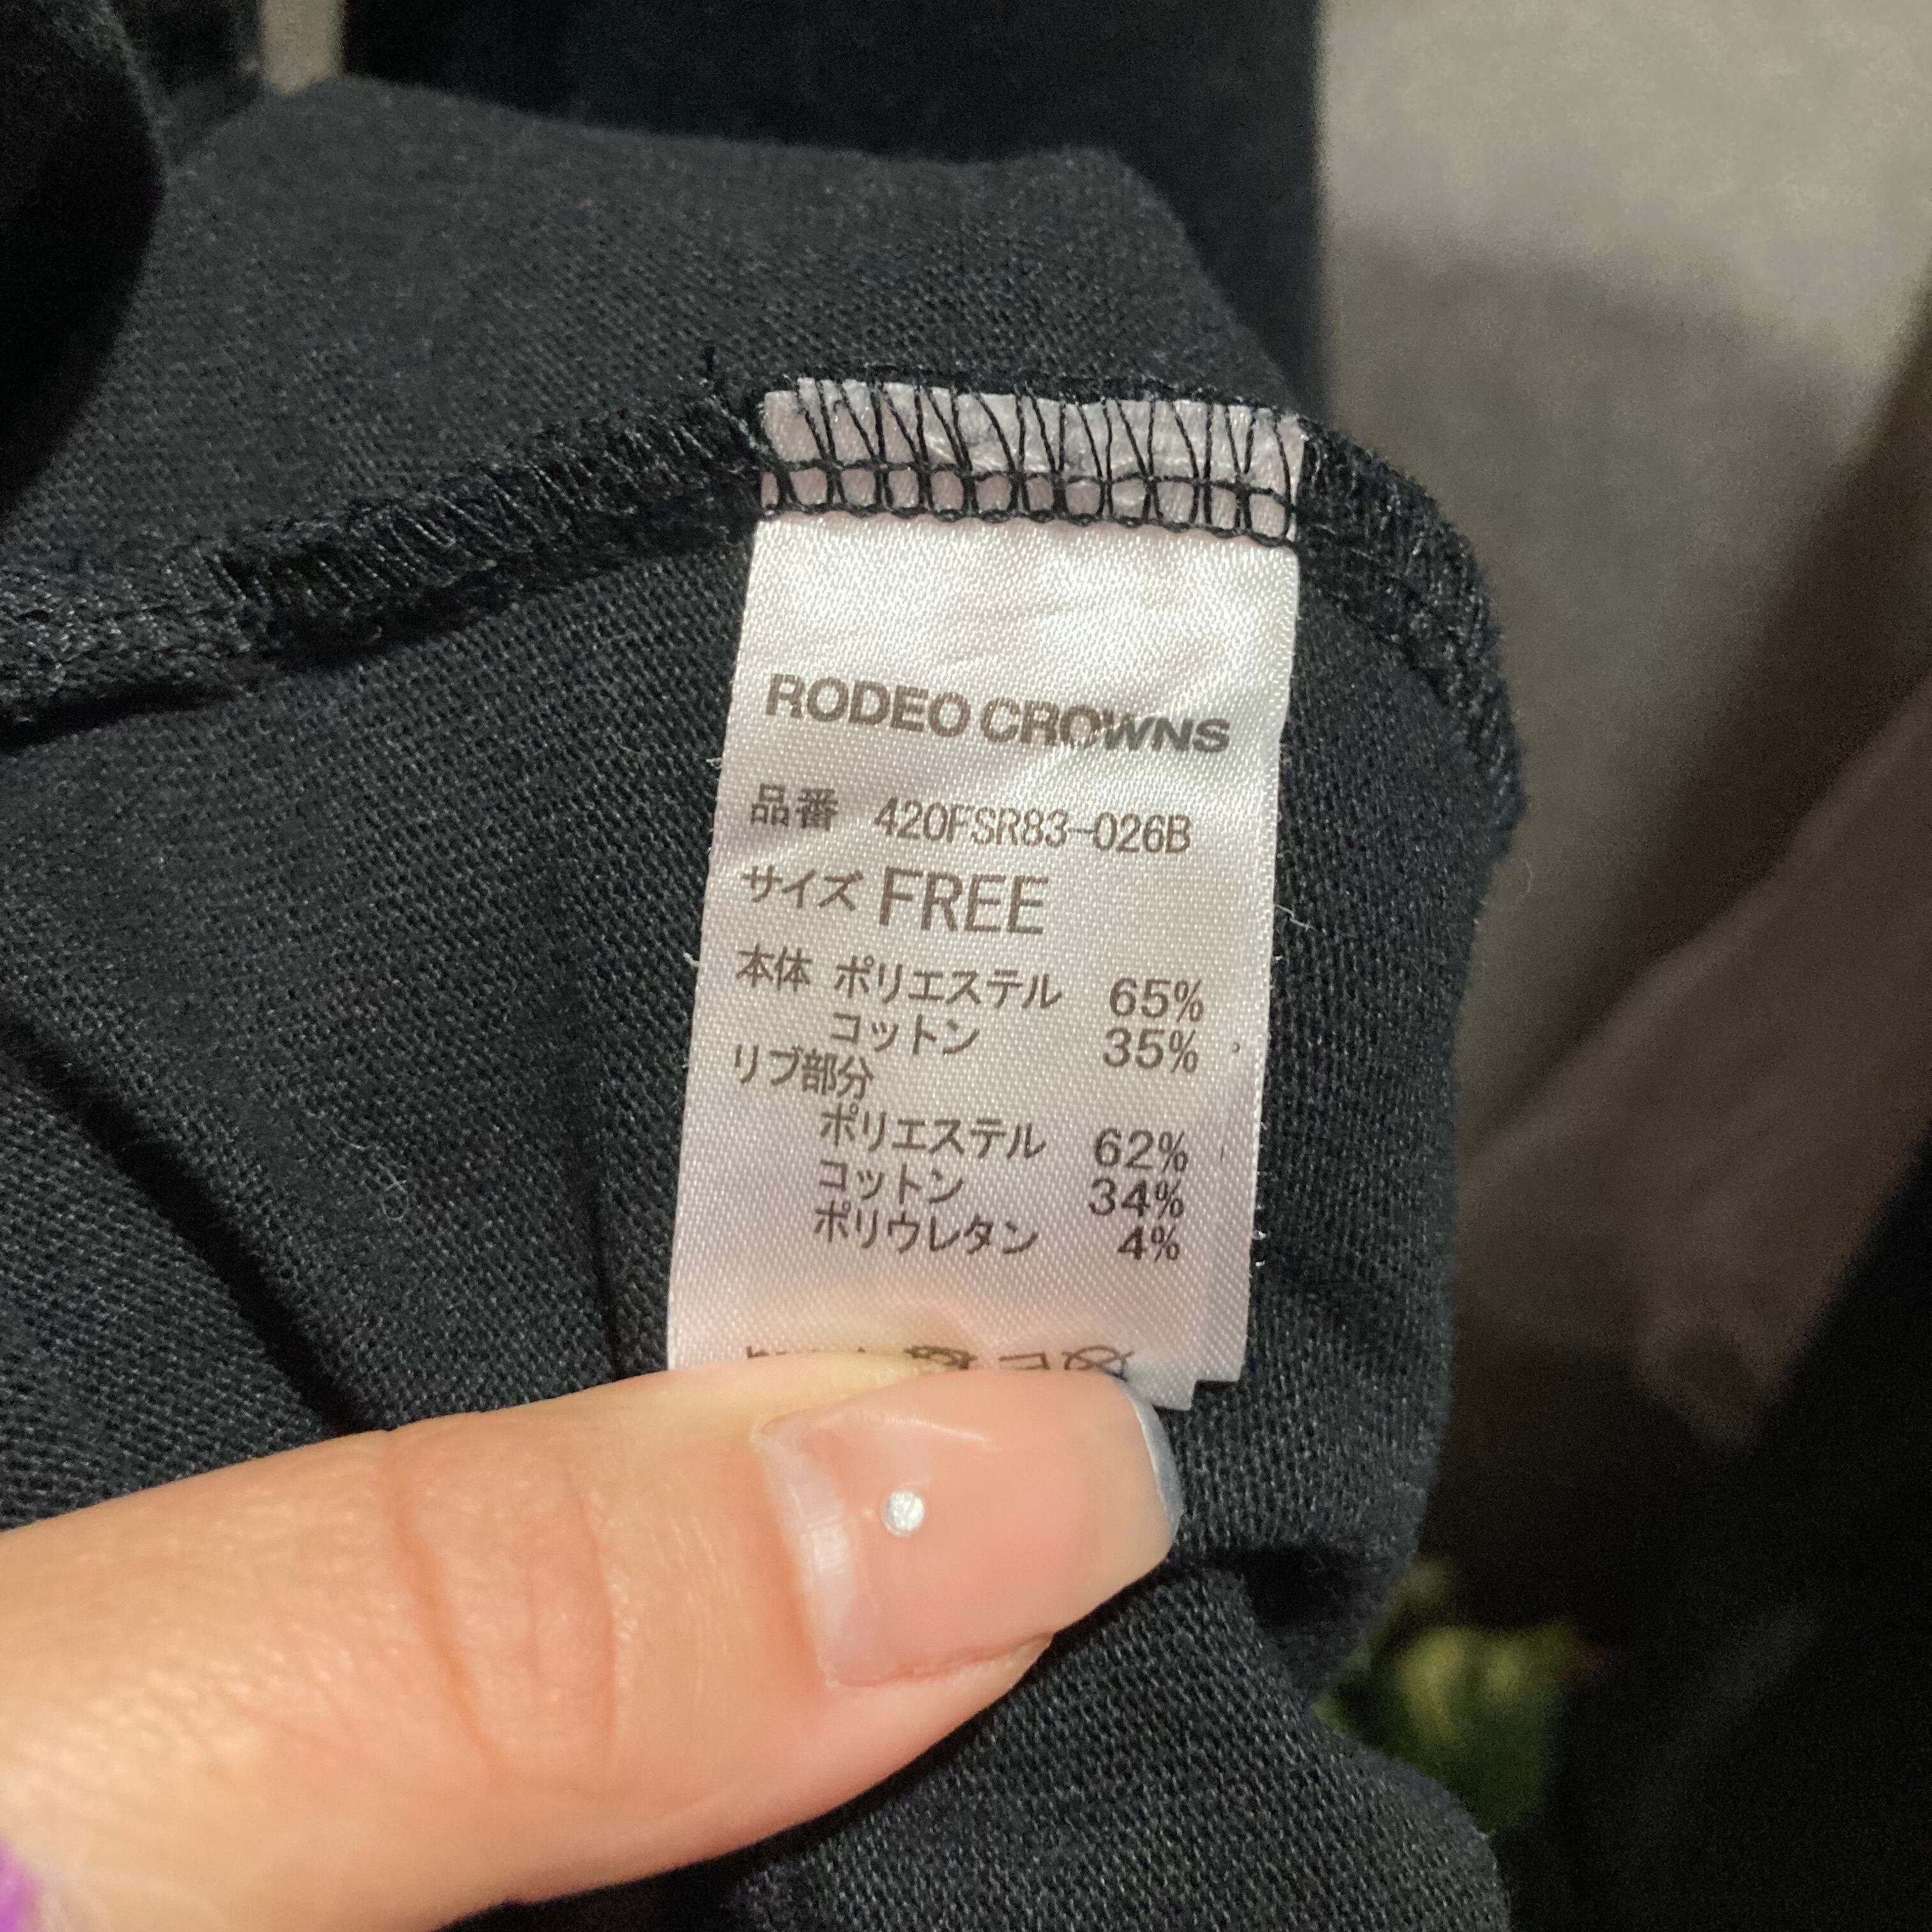 RODEO CROWNS
品番 420FSR83-026B
サイズ FREE
本体 ポリエステル 65%
コットン 35%
リブ部分
ポリエステル 62%
コットン 34%
ポリウレタン 4%